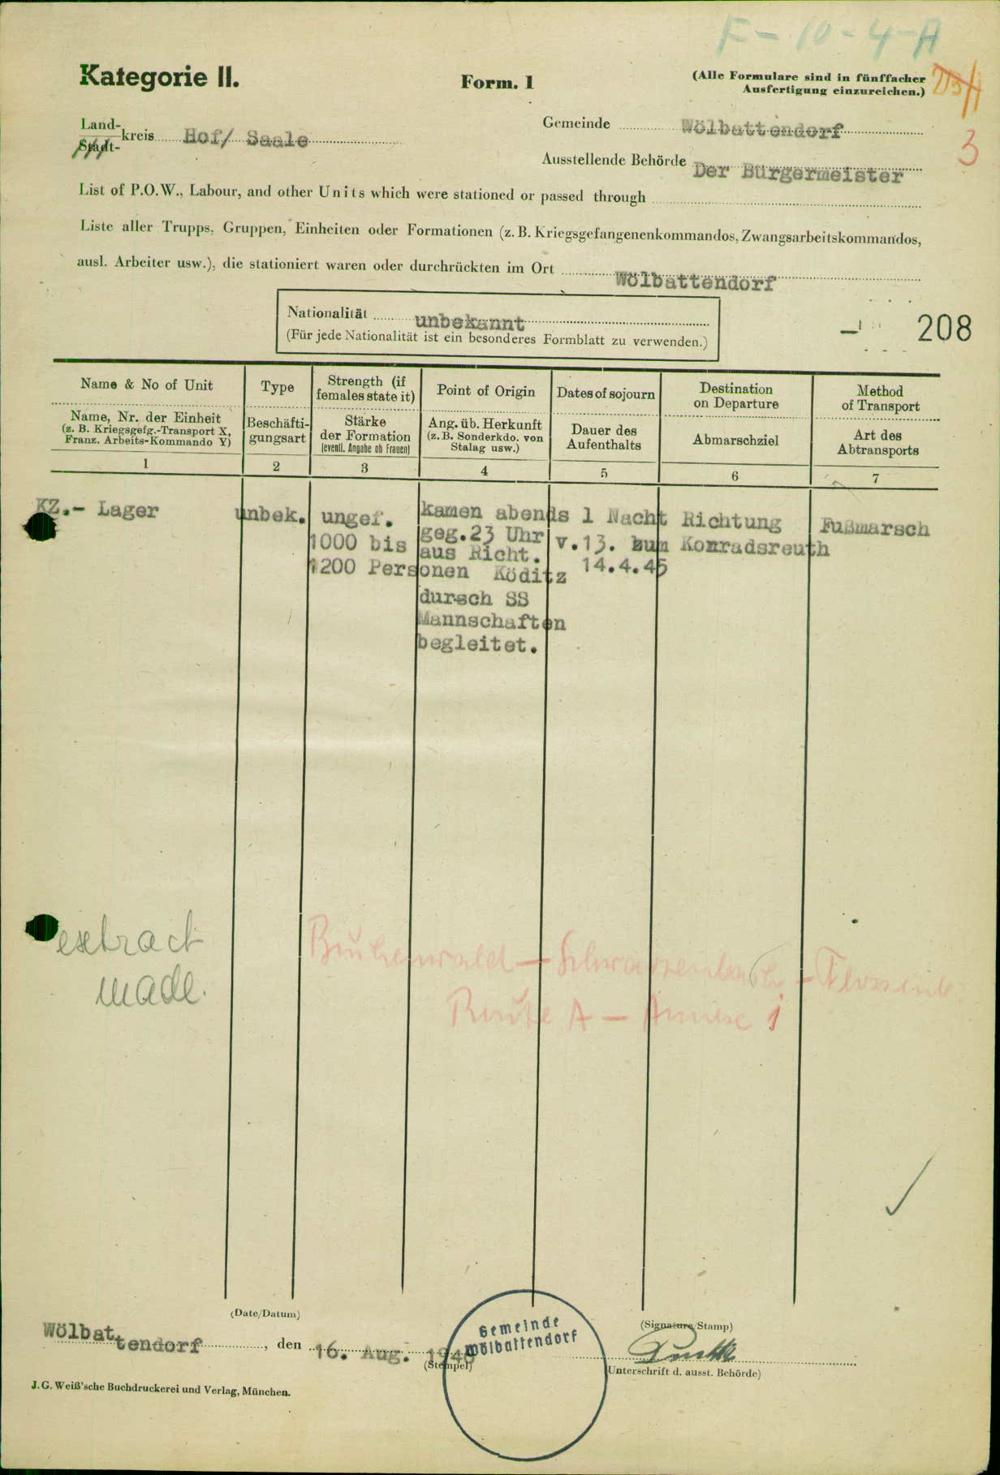 F - 10 - 4 - A
Kategorie II.
Form. 1
(Alle Formulare sind in fünffacher
Ausfertigung einzureichen.)
3
Land-
Stadt-
kreis Hof/ Saale
Gemeinde Wölbattendorf
Ausstellende Behörde Der Bürgermeister
List of P.O.W., Labour, and other Units which were stationed or passed through
Liste aller Trupps, Gruppen, Einheiten oder Formationen (z. B. Kriegsgefangenenkommandos, Zwangsarbeitskommandos,
ausl. Arbeiter usw.), die stationiert waren oder durchrückten im Ort Wölbattendorf
Nationalität unbekannt
(Für jede Nationalität ist ein besonderes Formblatt zu verwenden.)
208
Name & No of Unit
Name, Nr. der Einheit
(z. B. Kriegsgefg.-Transport X,
Franz. Arbeits-Kommando Y)
1
Type
Beschäfti-
gungsart
2
Strength (if
females state it)
Stärke
der Formation
(eventl. Angabe ob Frauen)
3
Point of Origin
Ang. üb. Herkunft
(z. B. Sonderkdo. von
Stalag usw.)
4
Dates of sojourn
Dauer des
Aufenthalts
5
Destination
on Departure
Abmarschziel
6
Method
of Transport
Art des
Abtransports
7
KZ.- Lager
unbek.
ungef.
1000 bis
1200 Personen
kamen abends
geg.23 Uhr
aus Richt.
Köditz
dursch SS
Mannschaften
begleitet.
1 Nacht
v.13. zum
14.4.45
Richtung
Konradsreuth
Fußmarsch
extract
made.
Buchenwald - Schwarzenbach - Flossenb
Route A - Annexe 1
(Date/Datum)
Wölbattendorf, den 16. Aug. 1946
(Stempel)
Gemeinde
Wölbattendorf
(Signature/Stamp)
(Unterschrift d. ausst. Behörde)
J. G. Weiß'sche Buchdruckerei und Verlag, München.